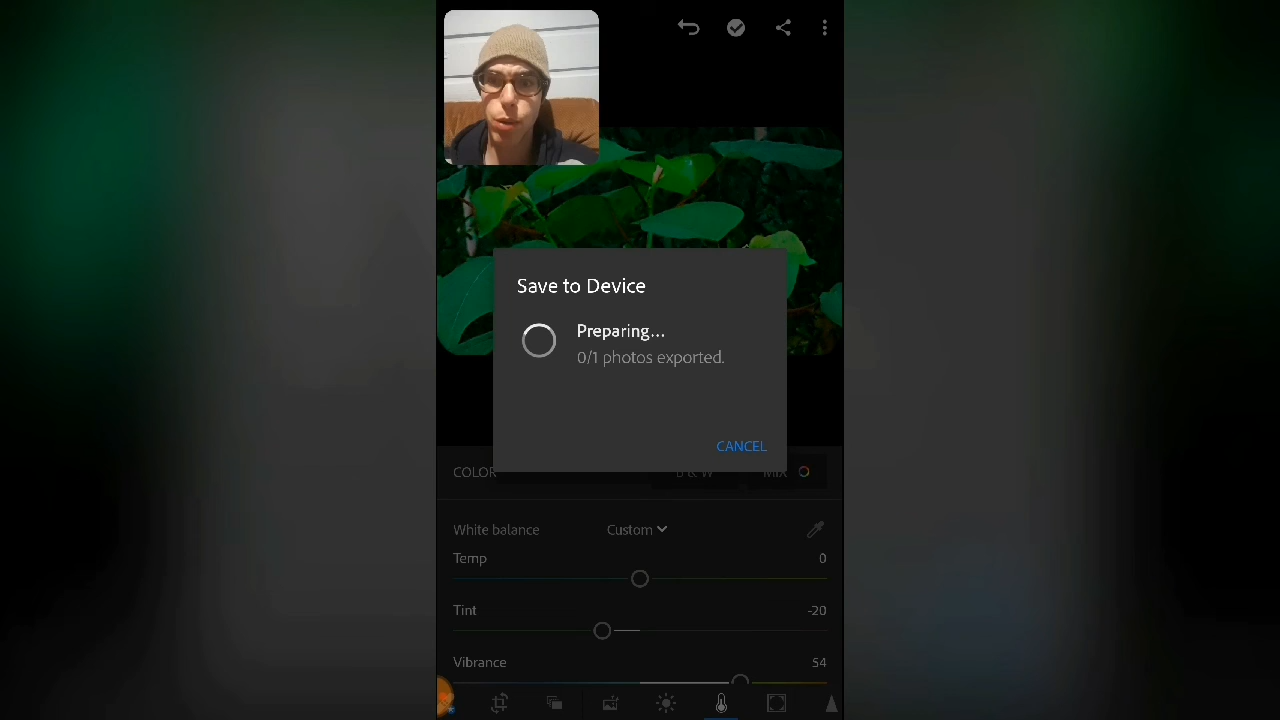 Save to Device
Preparing...
0/1 photos exported.
CANCEL
COLOR
B & W
MIX
White balance
Custom
Temp
0
Tint
-20
Vibrance
54